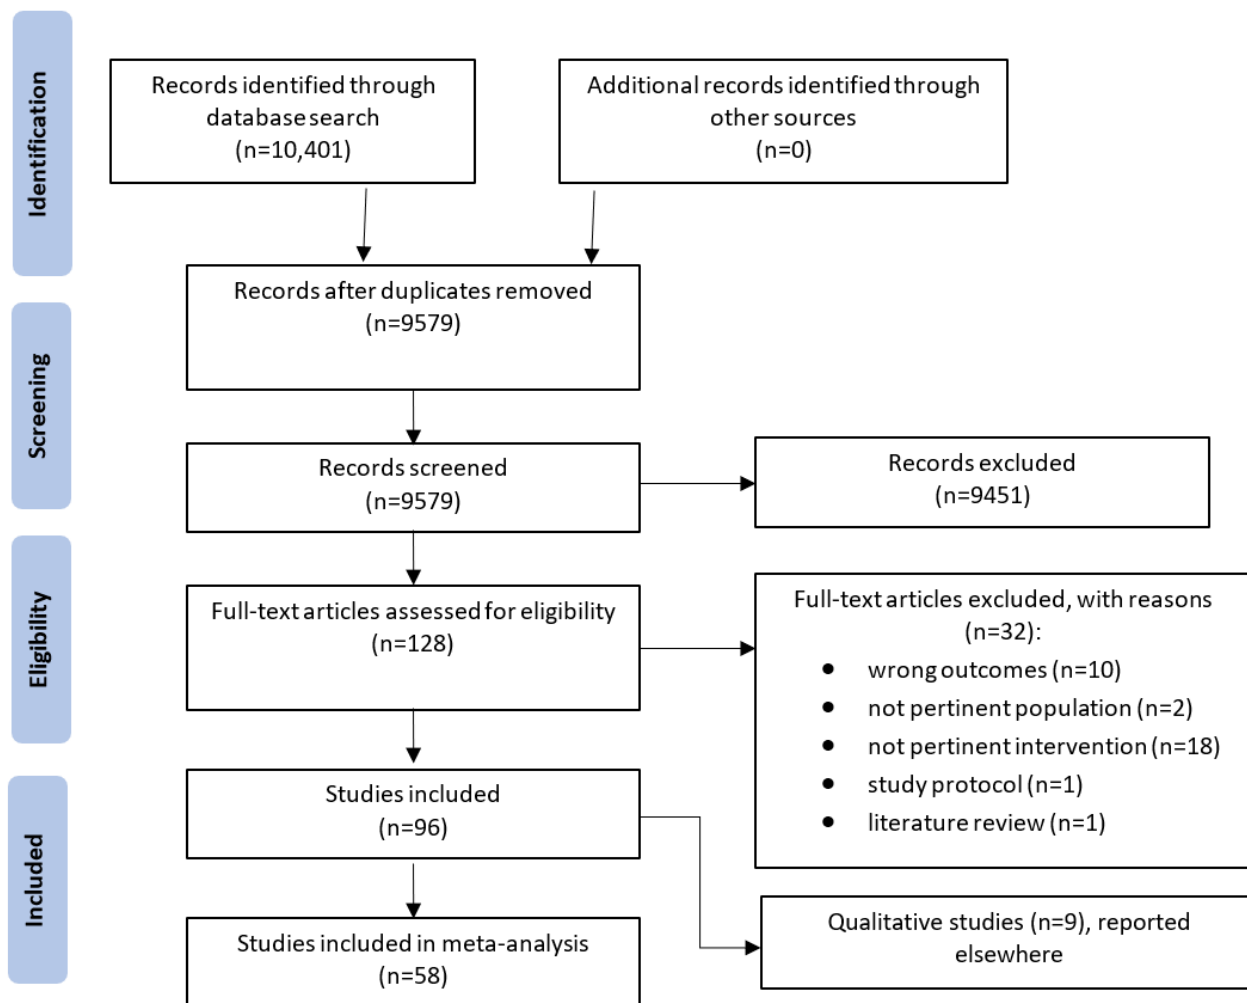 Identification
Records identified through
database search
(n=10,401)
Additional records identified through
other sources
(n=0)
Records after duplicates removed
(n=9579)
Screening
Records screened
(n=9579)
Records excluded
(n=9451)
Eligibility
Full-text articles assessed for eligibility
(n=128)
Full-text articles excluded, with reasons
(n=32):
● wrong outcomes (n=10)
● not pertinent population (n=2)
● not pertinent intervention (n=18)
● study protocol (n=1)
● literature review (n=1)
Included
Studies included
(n=96)
Qualitative studies (n=9), reported
elsewhere
Studies included in meta-analysis
(n=58)